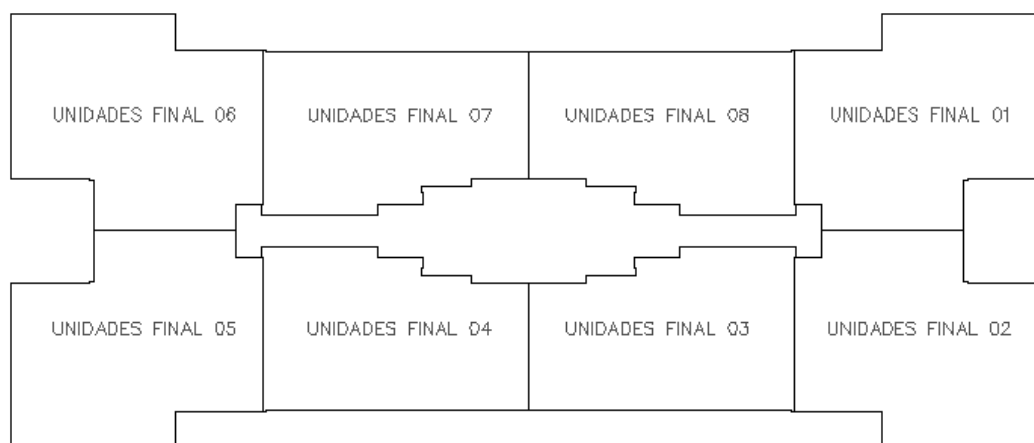 UNIDADES FINAL 06
UNIDADES FINAL 07
UNIDADES FINAL 08
UNIDADES FINAL 01
UNIDADES FINAL 05
UNIDADES FINAL 04
UNIDADES FINAL 03
UNIDADES FINAL 02